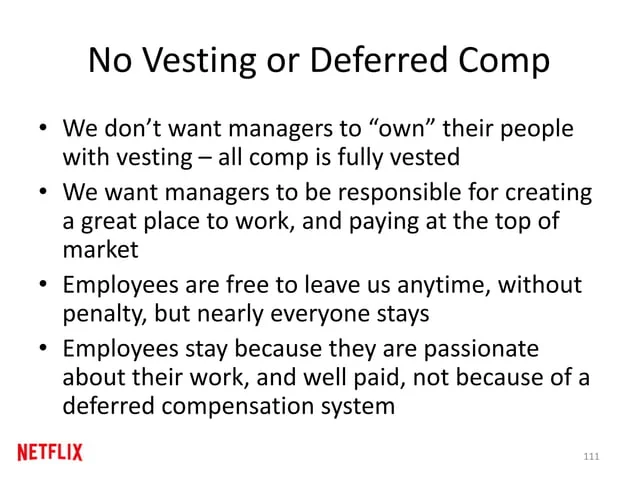 No Vesting or Deferred Comp
• We don’t want managers to “own” their people
with vesting – all comp is fully vested
• We want managers to be responsible for creating
a great place to work, and paying at the top of
market
• Employees are free to leave us anytime, without
penalty, but nearly everyone stays
• Employees stay because they are passionate
about their work, and well paid, not because of a
deferred compensation system
NETFLIX
111